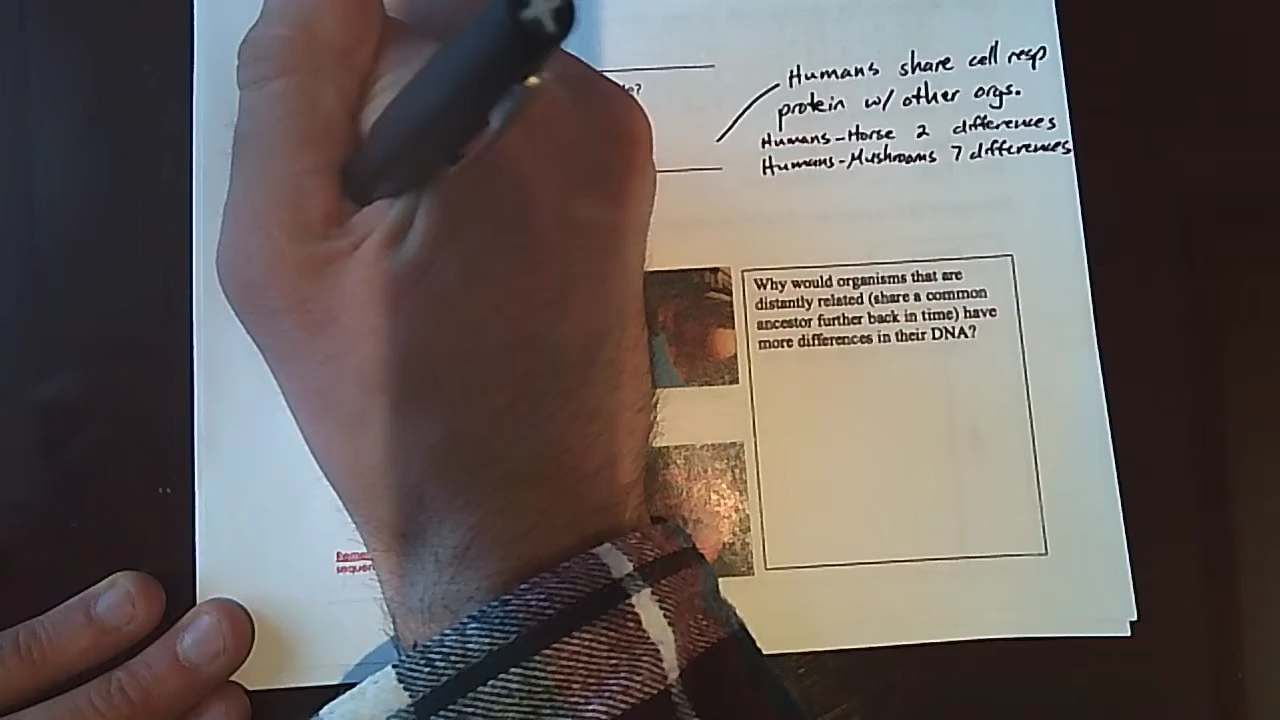 Humans share cell resp
protein w/ other orgs.
Humans-Horse 2 differences
Humans-Mushrooms 7 differences
Why would organisms that are
distantly related (share a common
ancestor further back in time) have
more differences in their DNA?